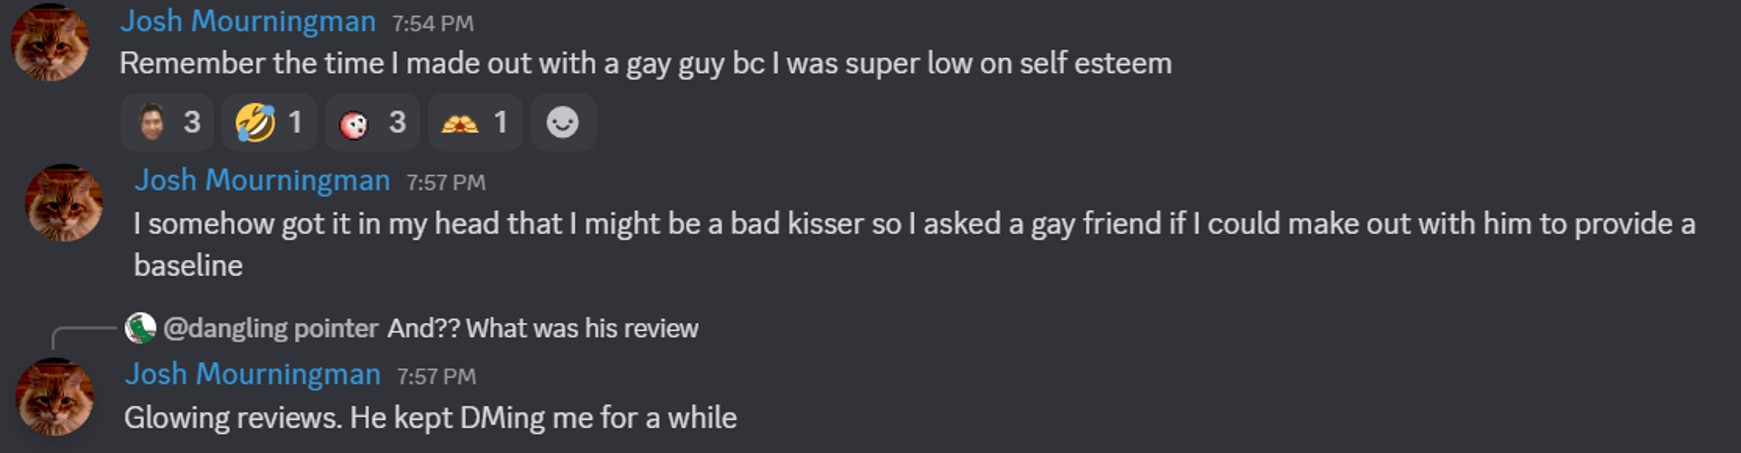 Josh Mourningman 7:54 PM
Remember the time I made out with a gay guy bc I was super low on self esteem
3 1 3 1
Josh Mourningman 7:57 PM
I somehow got it in my head that I might be a bad kisser so I asked a gay friend if I could make out with him to provide a
baseline
@dangling pointer And?? What was his review
Josh Mourningman 7:57 PM
Glowing reviews. He kept DMing me for a while